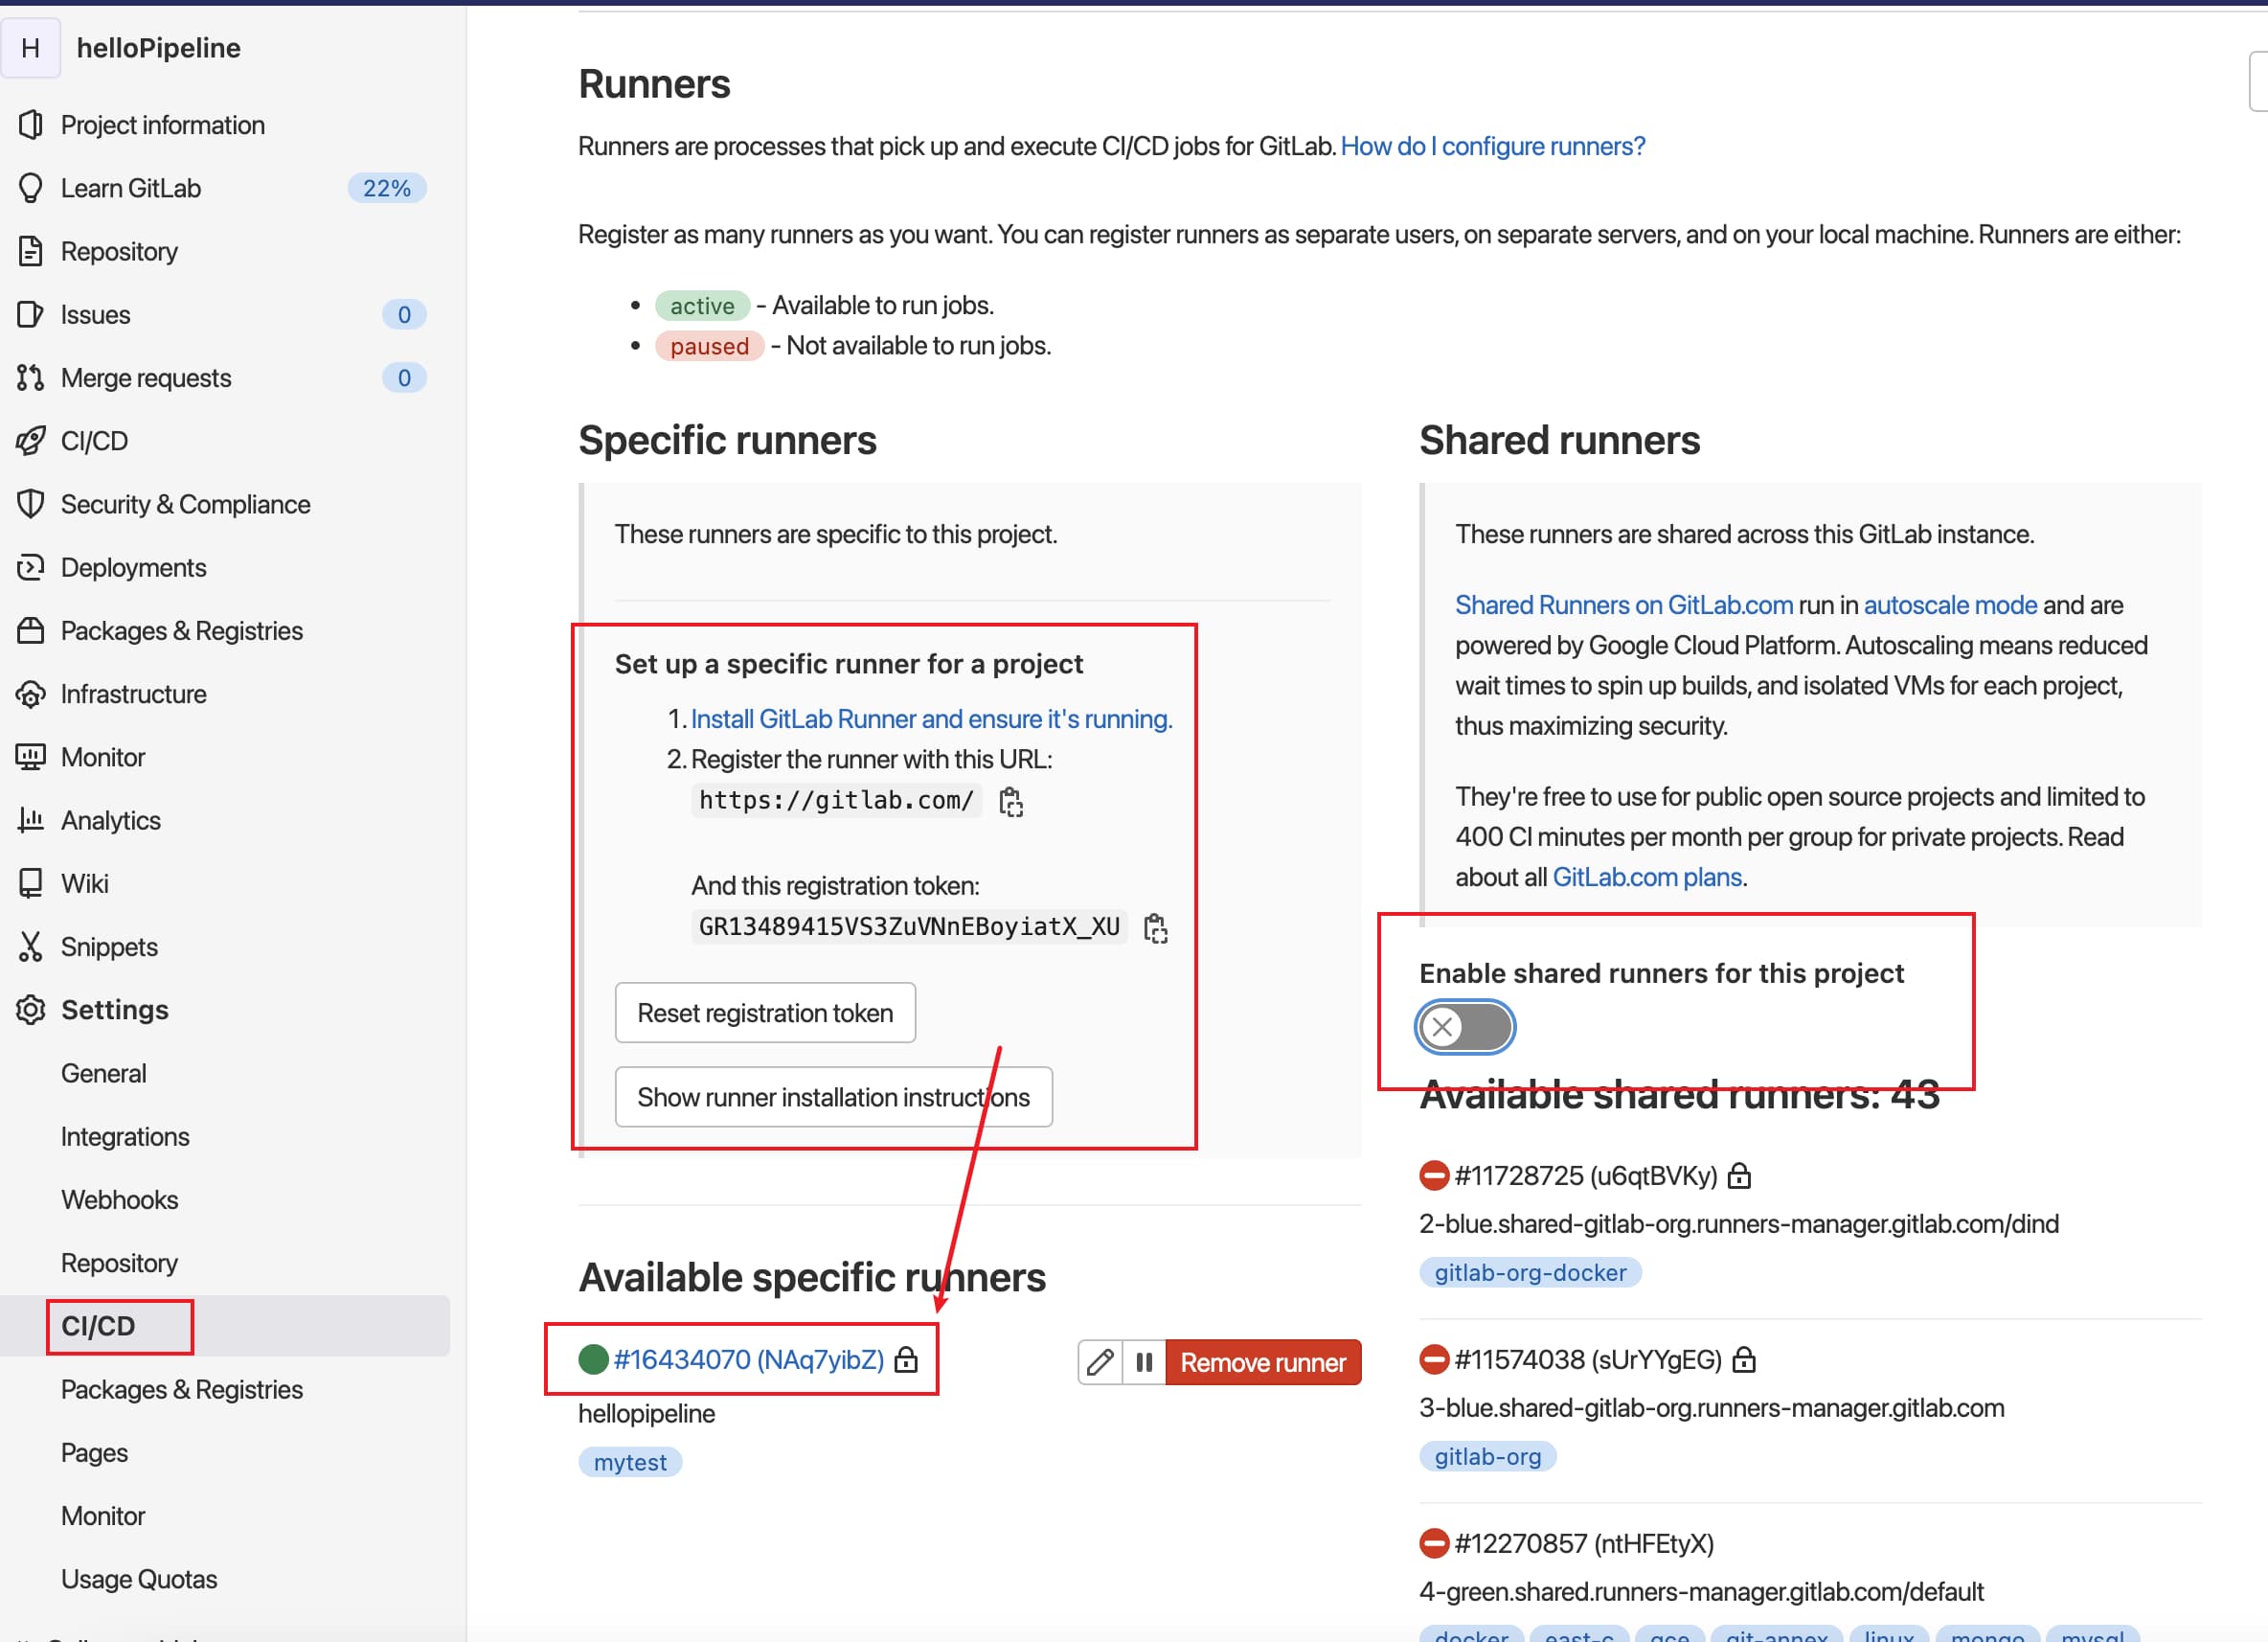 H helloPipeline
Project information
Learn GitLab 22%
Repository
Issues 0
Merge requests 0
CI/CD
Security & Compliance
Deployments
Packages & Registries
Infrastructure
Monitor
Analytics
Wiki
Snippets
Settings
General
Integrations
Webhooks
Repository
CI/CD
Packages & Registries
Pages
Monitor
Usage Quotas
Runners
Runners are processes that pick up and execute CI/CD jobs for GitLab. How do I configure runners?
Register as many runners as you want. You can register runners as separate users, on separate servers, and on your local machine. Runners are either:
• active - Available to run jobs.
• paused - Not available to run jobs.
Specific runners
These runners are specific to this project.
Set up a specific runner for a project
1. Install GitLab Runner and ensure it's running.
2. Register the runner with this URL:
https://gitlab.com/
And this registration token:
GR13489415VS3ZuVNnEBoyiatX_XU
Reset registration token
Show runner installation instructions
Available specific runners
#16434070 (NAq7yibZ)
Remove runner
hellopipeline
mytest
Shared runners
These runners are shared across this GitLab instance.
Shared Runners on GitLab.com run in autoscale mode and are
powered by Google Cloud Platform. Autoscaling means reduced
wait times to spin up builds, and isolated VMs for each project,
thus maximizing security.
They're free to use for public open source projects and limited to
400 CI minutes per month per group for private projects. Read
about all GitLab.com plans.
Enable shared runners for this project
Available shared runners: 43
#11728725 (u6qtBVKy)
2-blue.shared-gitlab-org.runners-manager.gitlab.com/dind
gitlab-org-docker
#11574038 (sUrYYgEG)
3-blue.shared-gitlab-org.runners-manager.gitlab.com
gitlab-org
#12270857 (ntHFEtyX)
4-green.shared.runners-manager.gitlab.com/default
docker east-c gce git-annex linux mongo mysql